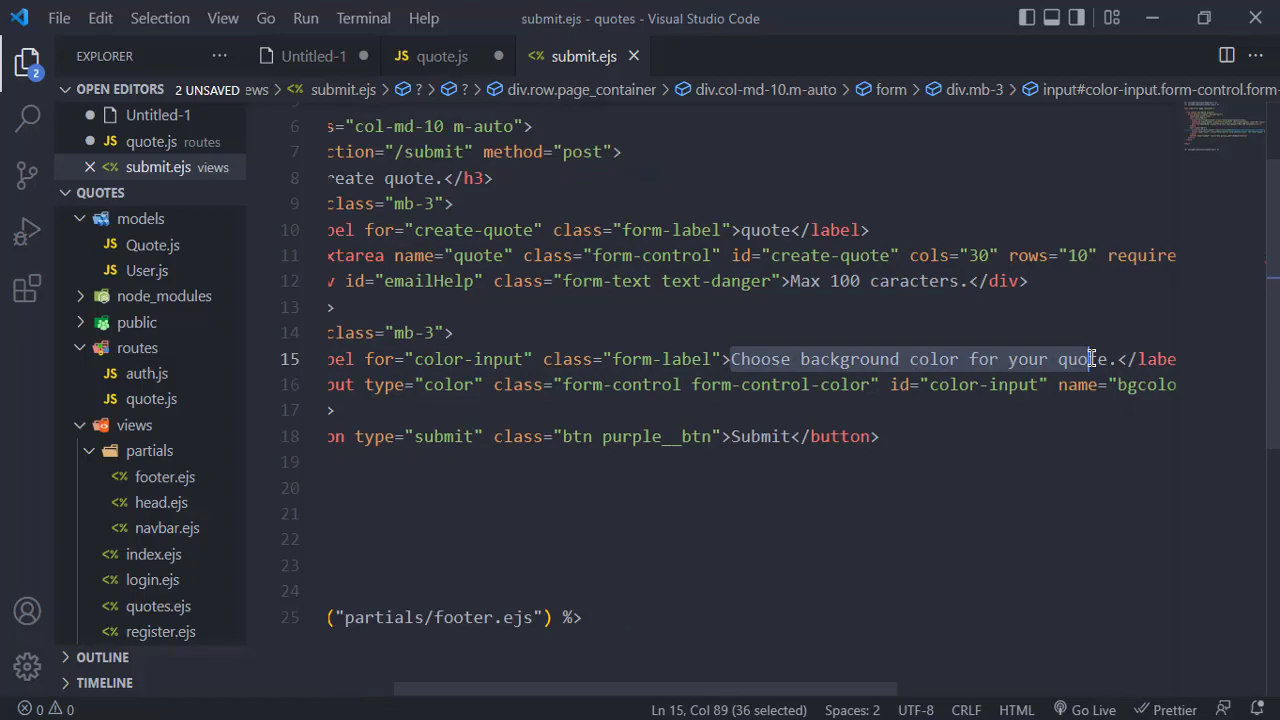 File Edit Selection View Go Run Terminal Help submit.ejs - quotes - Visual Studio Code
EXPLORER ··· Untitled-1 JS quote.js <% submit.ejs
OPEN EDITORS 2 UNSAVED ews > <% submit.ejs > ? > ? > div.row.page_container > div.col-md-10.m-auto > form > div.mb-3 > input#color-input.form-control.form-
Untitled-1
JS quote.js routes
<% submit.ejs views
QUOTES
models
JS Quote.js
JS User.js
node_modules
public
routes
JS auth.js
JS quote.js
views
partials
<% footer.ejs
<% head.ejs
<% navbar.ejs
<% index.ejs
<% login.ejs
<% quotes.ejs
<% register.ejs
OUTLINE
TIMELINE
2
6 s="col-md-10 m-auto">
7 ction="/submit" method="post">
8 reate quote.</h3>
9 class="mb-3">
10 bel for="create-quote" class="form-label">quote</label>
11 xtarea name="quote" class="form-control" id="create-quote" cols="30" rows="10" require
12 v id="emailHelp" class="form-text text-danger">Max 100 caracters.</div>
13 >
14 class="mb-3">
15 bel for="color-input" class="form-label">Choose background color for your quote.</labe
16 put type="color" class="form-control form-control-color" id="color-input" name="bgcolo
17 >
18 on type="submit" class="btn purple__btn">Submit</button>
19
20
21
22
23
24
25 ("partials/footer.ejs") %>
0 0 Ln 15, Col 89 (36 selected) Spaces: 2 UTF-8 CRLF HTML Go Live Prettier